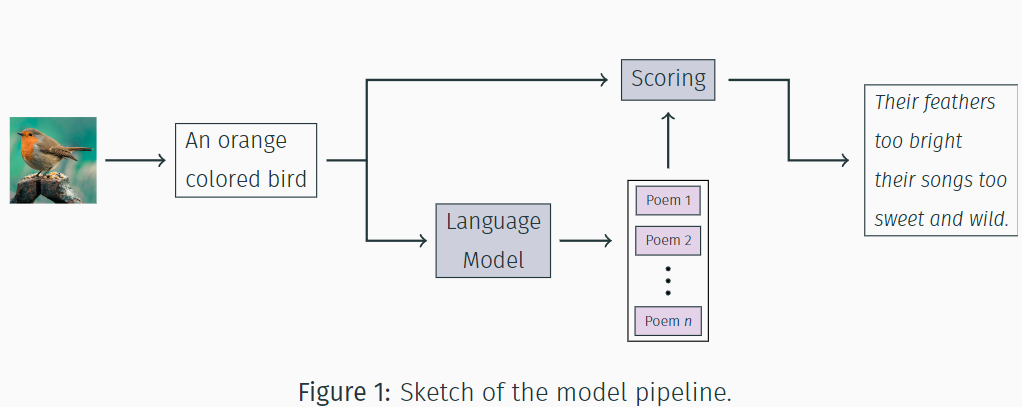 An orange
colored bird
Language
Model
Scoring
Poem 1
Poem 2
Poem n
Their feathers
too bright
their songs too
sweet and wild.
Figure 1: Sketch of the model pipeline.